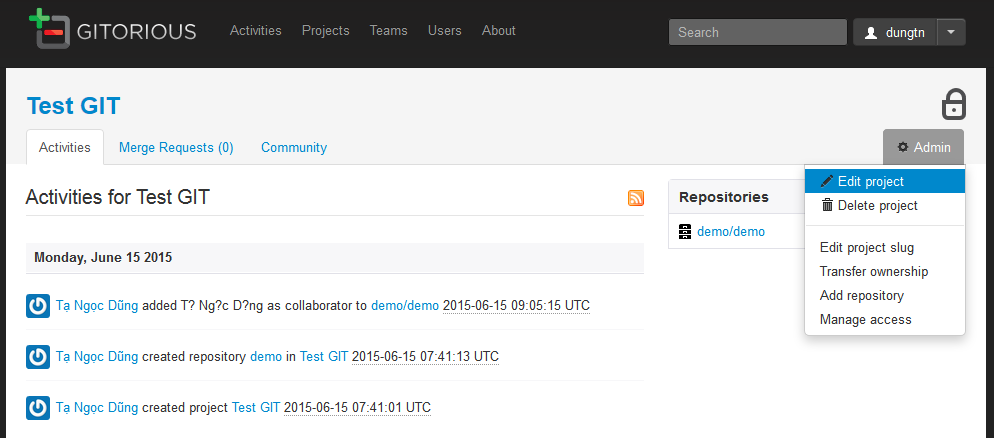 GITORIOUS
Activities Projects Teams Users About
Search
dungtn
Test GIT
Activities Merge Requests (0) Community
Admin
Edit project
Delete project
Edit project slug
Transfer ownership
Add repository
Manage access
Activities for Test GIT
Monday, June 15 2015
Tạ Ngọc Dũng added T? Ng?c D?ng as collaborator to demo/demo 2015-06-15 09:05:15 UTC
Tạ Ngọc Dũng created repository demo in Test GIT 2015-06-15 07:41:13 UTC
Tạ Ngọc Dũng created project Test GIT 2015-06-15 07:41:01 UTC
Repositories
demo/demo